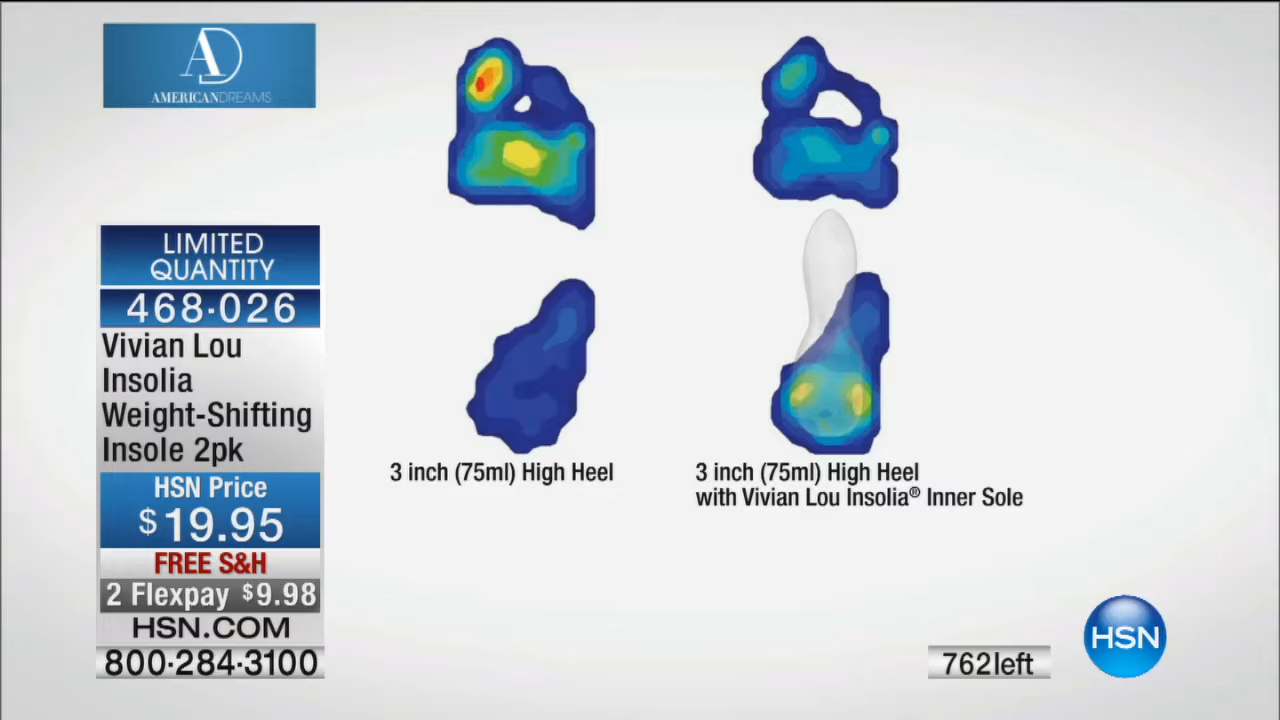 AD
AMERICANDREAMS
LIMITED
QUANTITY
468·026
Vivian Lou
Insolia
Weight-Shifting
Insole 2pk
HSN Price
$19.95
FREE S&H
2 Flexpay $9.98
HSN.COM
800·284·3100
3 inch (75ml) High Heel
3 inch (75ml) High Heel
with Vivian Lou Insolia® Inner Sole
762left
HSN